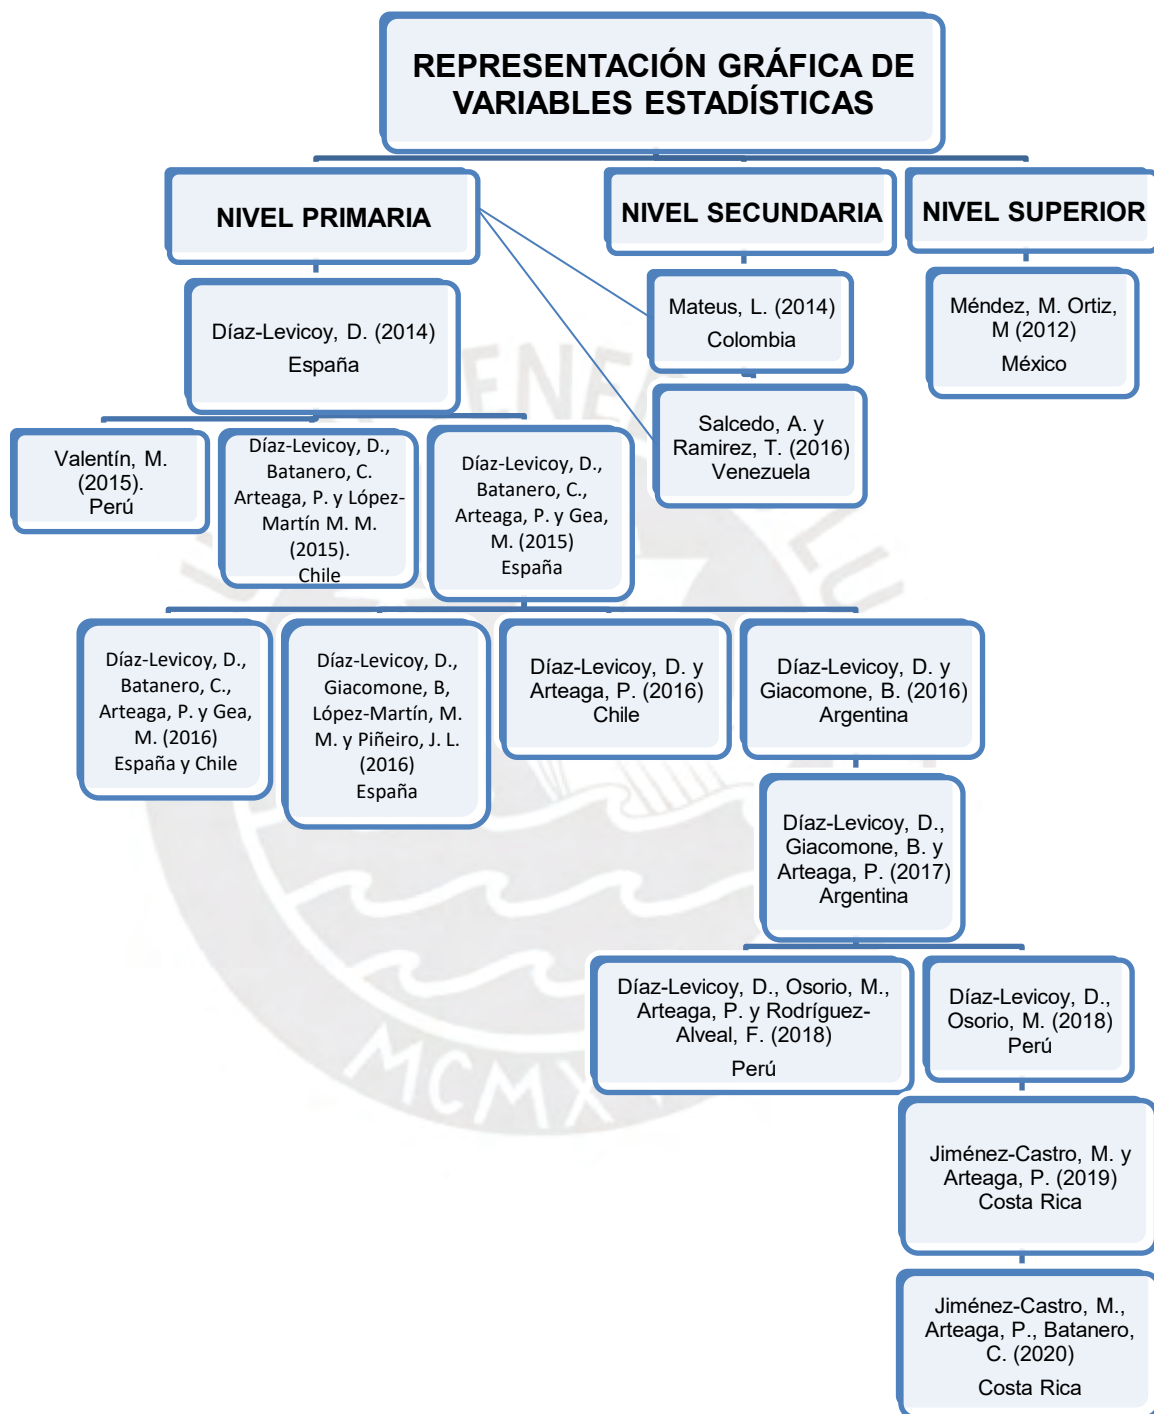 REPRESENTACIÓN GRÁFICA DE
VARIABLES ESTADÍSTICAS
NIVEL PRIMARIA
NIVEL SECUNDARIA
NIVEL SUPERIOR
Díaz-Levicoy, D. (2014)
España
Mateus, L. (2014)
Colombia
Méndez, M. Ortiz,
M (2012)
México
Salcedo, A. y
Ramirez, T. (2016)
Venezuela
Valentín, M.
(2015).
Perú
Díaz-Levicoy, D.,
Batanero, C.
Arteaga, P. y López-
Martín M. M.
(2015).
Chile
Díaz-Levicoy, D.,
Batanero, C.,
Arteaga, P. y Gea,
M. (2015)
España
Díaz-Levicoy, D.,
Batanero, C.,
Arteaga, P. y Gea,
M. (2016)
España y Chile
Díaz-Levicoy, D.,
Giacomone, B,
López-Martín, M.
M. y Piñeiro, J. L.
(2016)
España
Díaz-Levicoy, D. y
Arteaga, P. (2016)
Chile
Díaz-Levicoy, D. y
Giacomone, B. (2016)
Argentina
Díaz-Levicoy, D.,
Giacomone, B. y
Arteaga, P. (2017)
Argentina
Díaz-Levicoy, D., Osorio, M.,
Arteaga, P. y Rodríguez-
Alveal, F. (2018)
Perú
Díaz-Levicoy, D.,
Osorio, M. (2018)
Perú
Jiménez-Castro, M. y
Arteaga, P. (2019)
Costa Rica
Jiménez-Castro, M.,
Arteaga, P., Batanero,
C. (2020)
Costa Rica